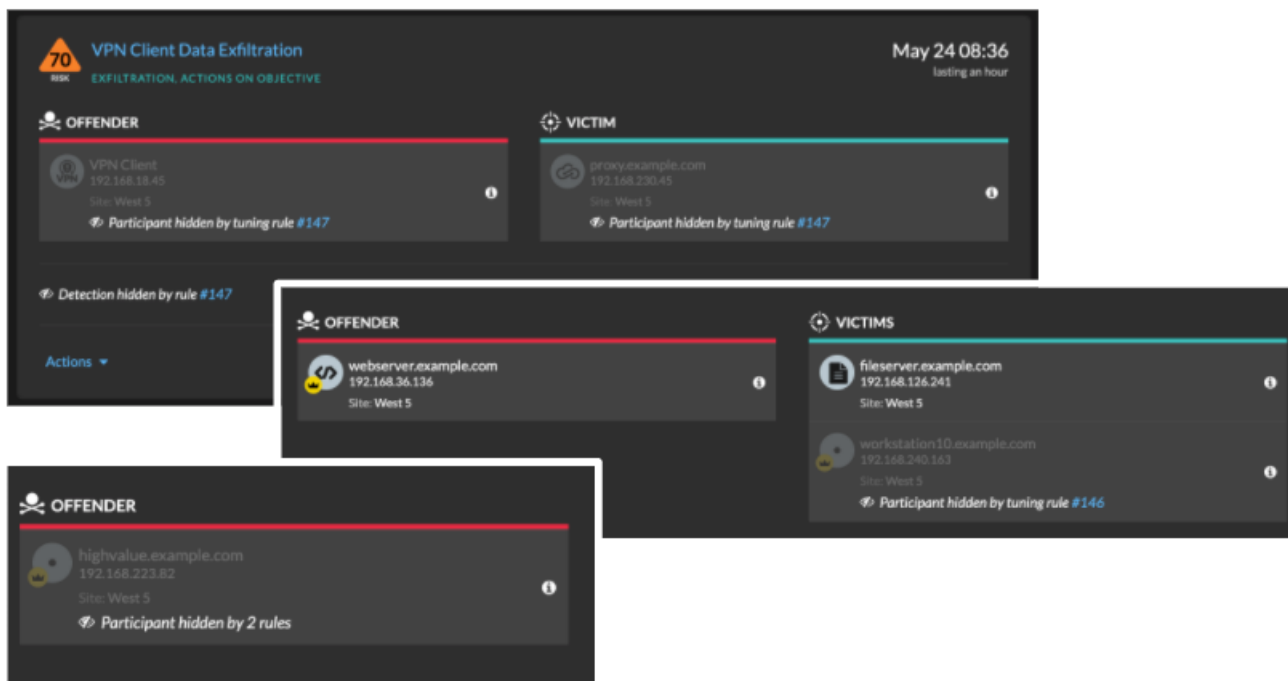 70
RISK
VPN Client Data Exfiltration
EXFILTRATION, ACTIONS ON OBJECTIVE
May 24 08:36
lasting an hour
OFFENDER
VPN
VPN Client
192.168.18.45
Site: West 5
Participant hidden by tuning rule #147
VICTIM
proxy.example.com
192.168.230.45
Site: West 5
Participant hidden by tuning rule #147
Detection hidden by rule #147
Actions
OFFENDER
webserver.example.com
192.168.36.136
Site: West 5
VICTIMS
fileserver.example.com
192.168.126.241
Site: West 5
workstation10.example.com
192.168.240.163
Site: West 5
Participant hidden by tuning rule #146
OFFENDER
highvalue.example.com
192.168.223.82
Site: West 5
Participant hidden by 2 rules